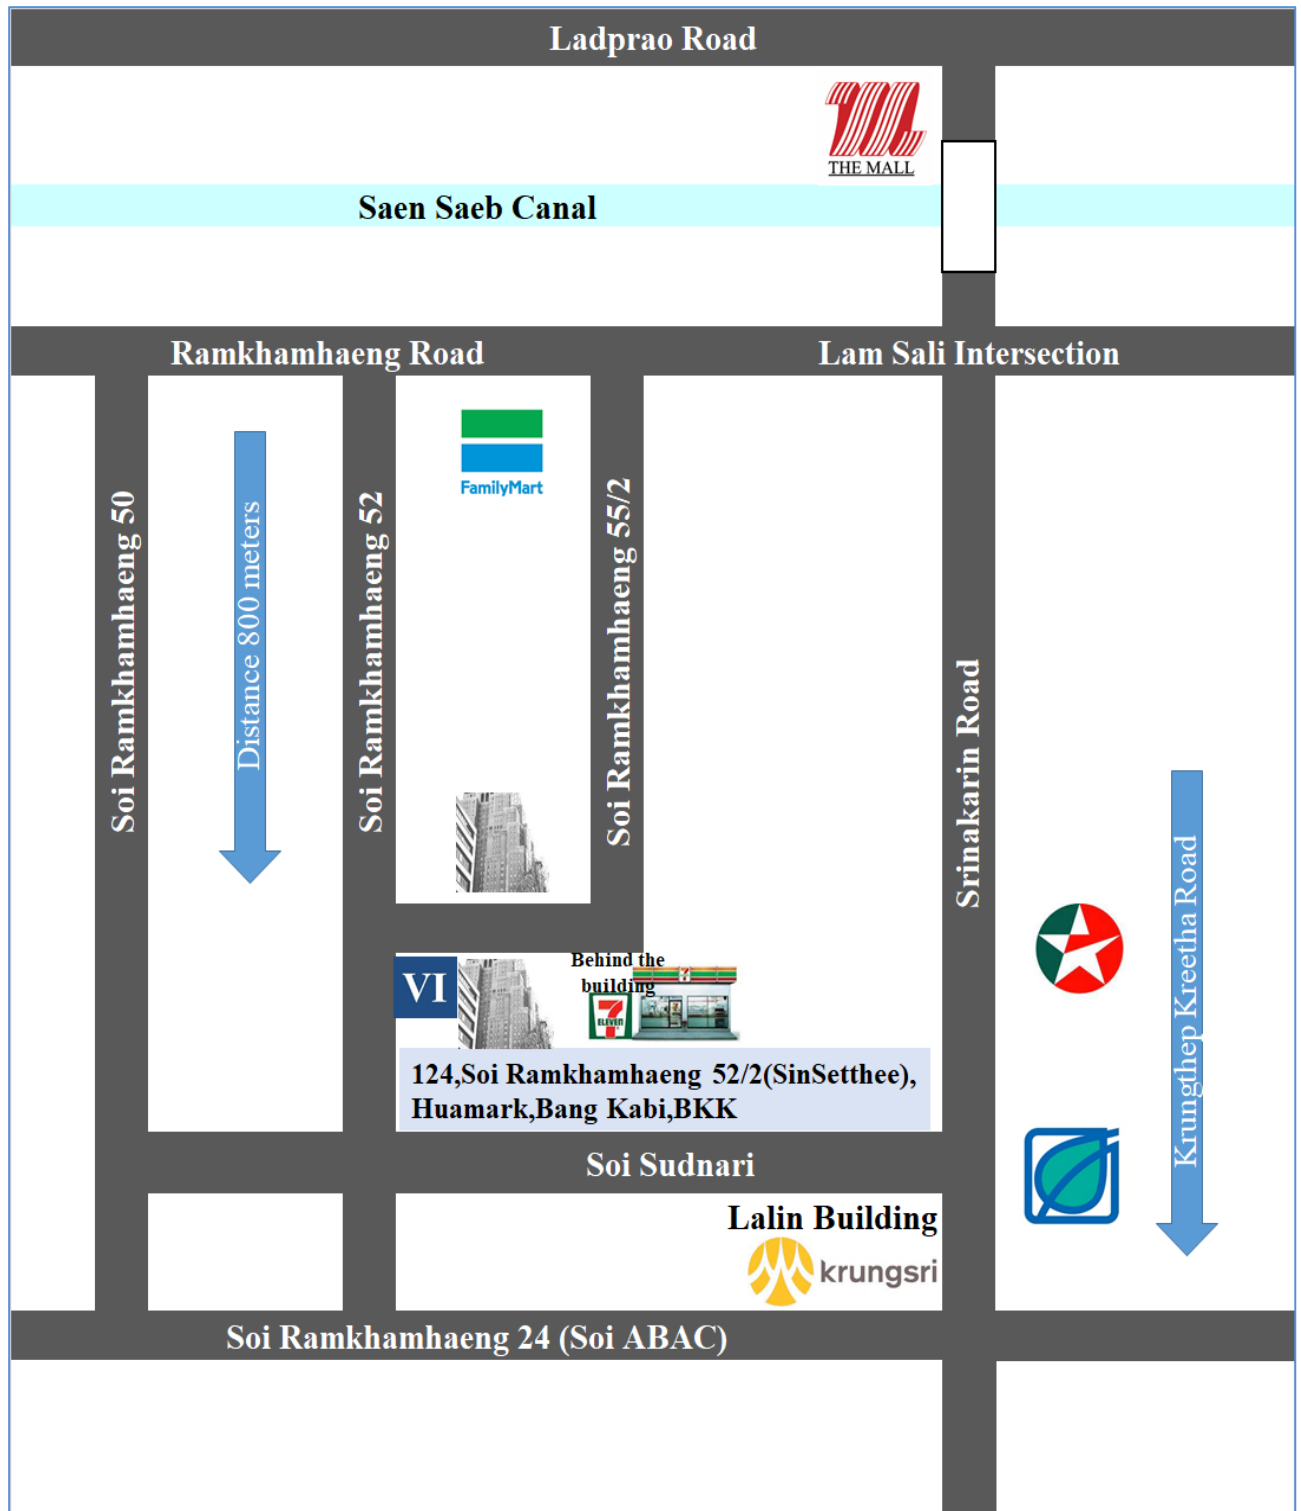 Ladprao Road
THE MALL
Saen Saeb Canal
Ramkhamhaeng Road
Lam Sali Intersection
FamilyMart
Soi Ramkhamhaeng 50
Distance 800 meters
Soi Ramkhamhaeng 52
Soi Ramkhamhaeng 55/2
Srinakarin Road
Krungthep Kreetha Road
VI
Behind the
building
7
ELEVEN
7
124,Soi Ramkhamhaeng 52/2(SinSetthee),
Huamark,Bang Kabi,BKK
Soi Sudnari
Lalin Building
krungsri
Soi Ramkhamhaeng 24 (Soi ABAC)